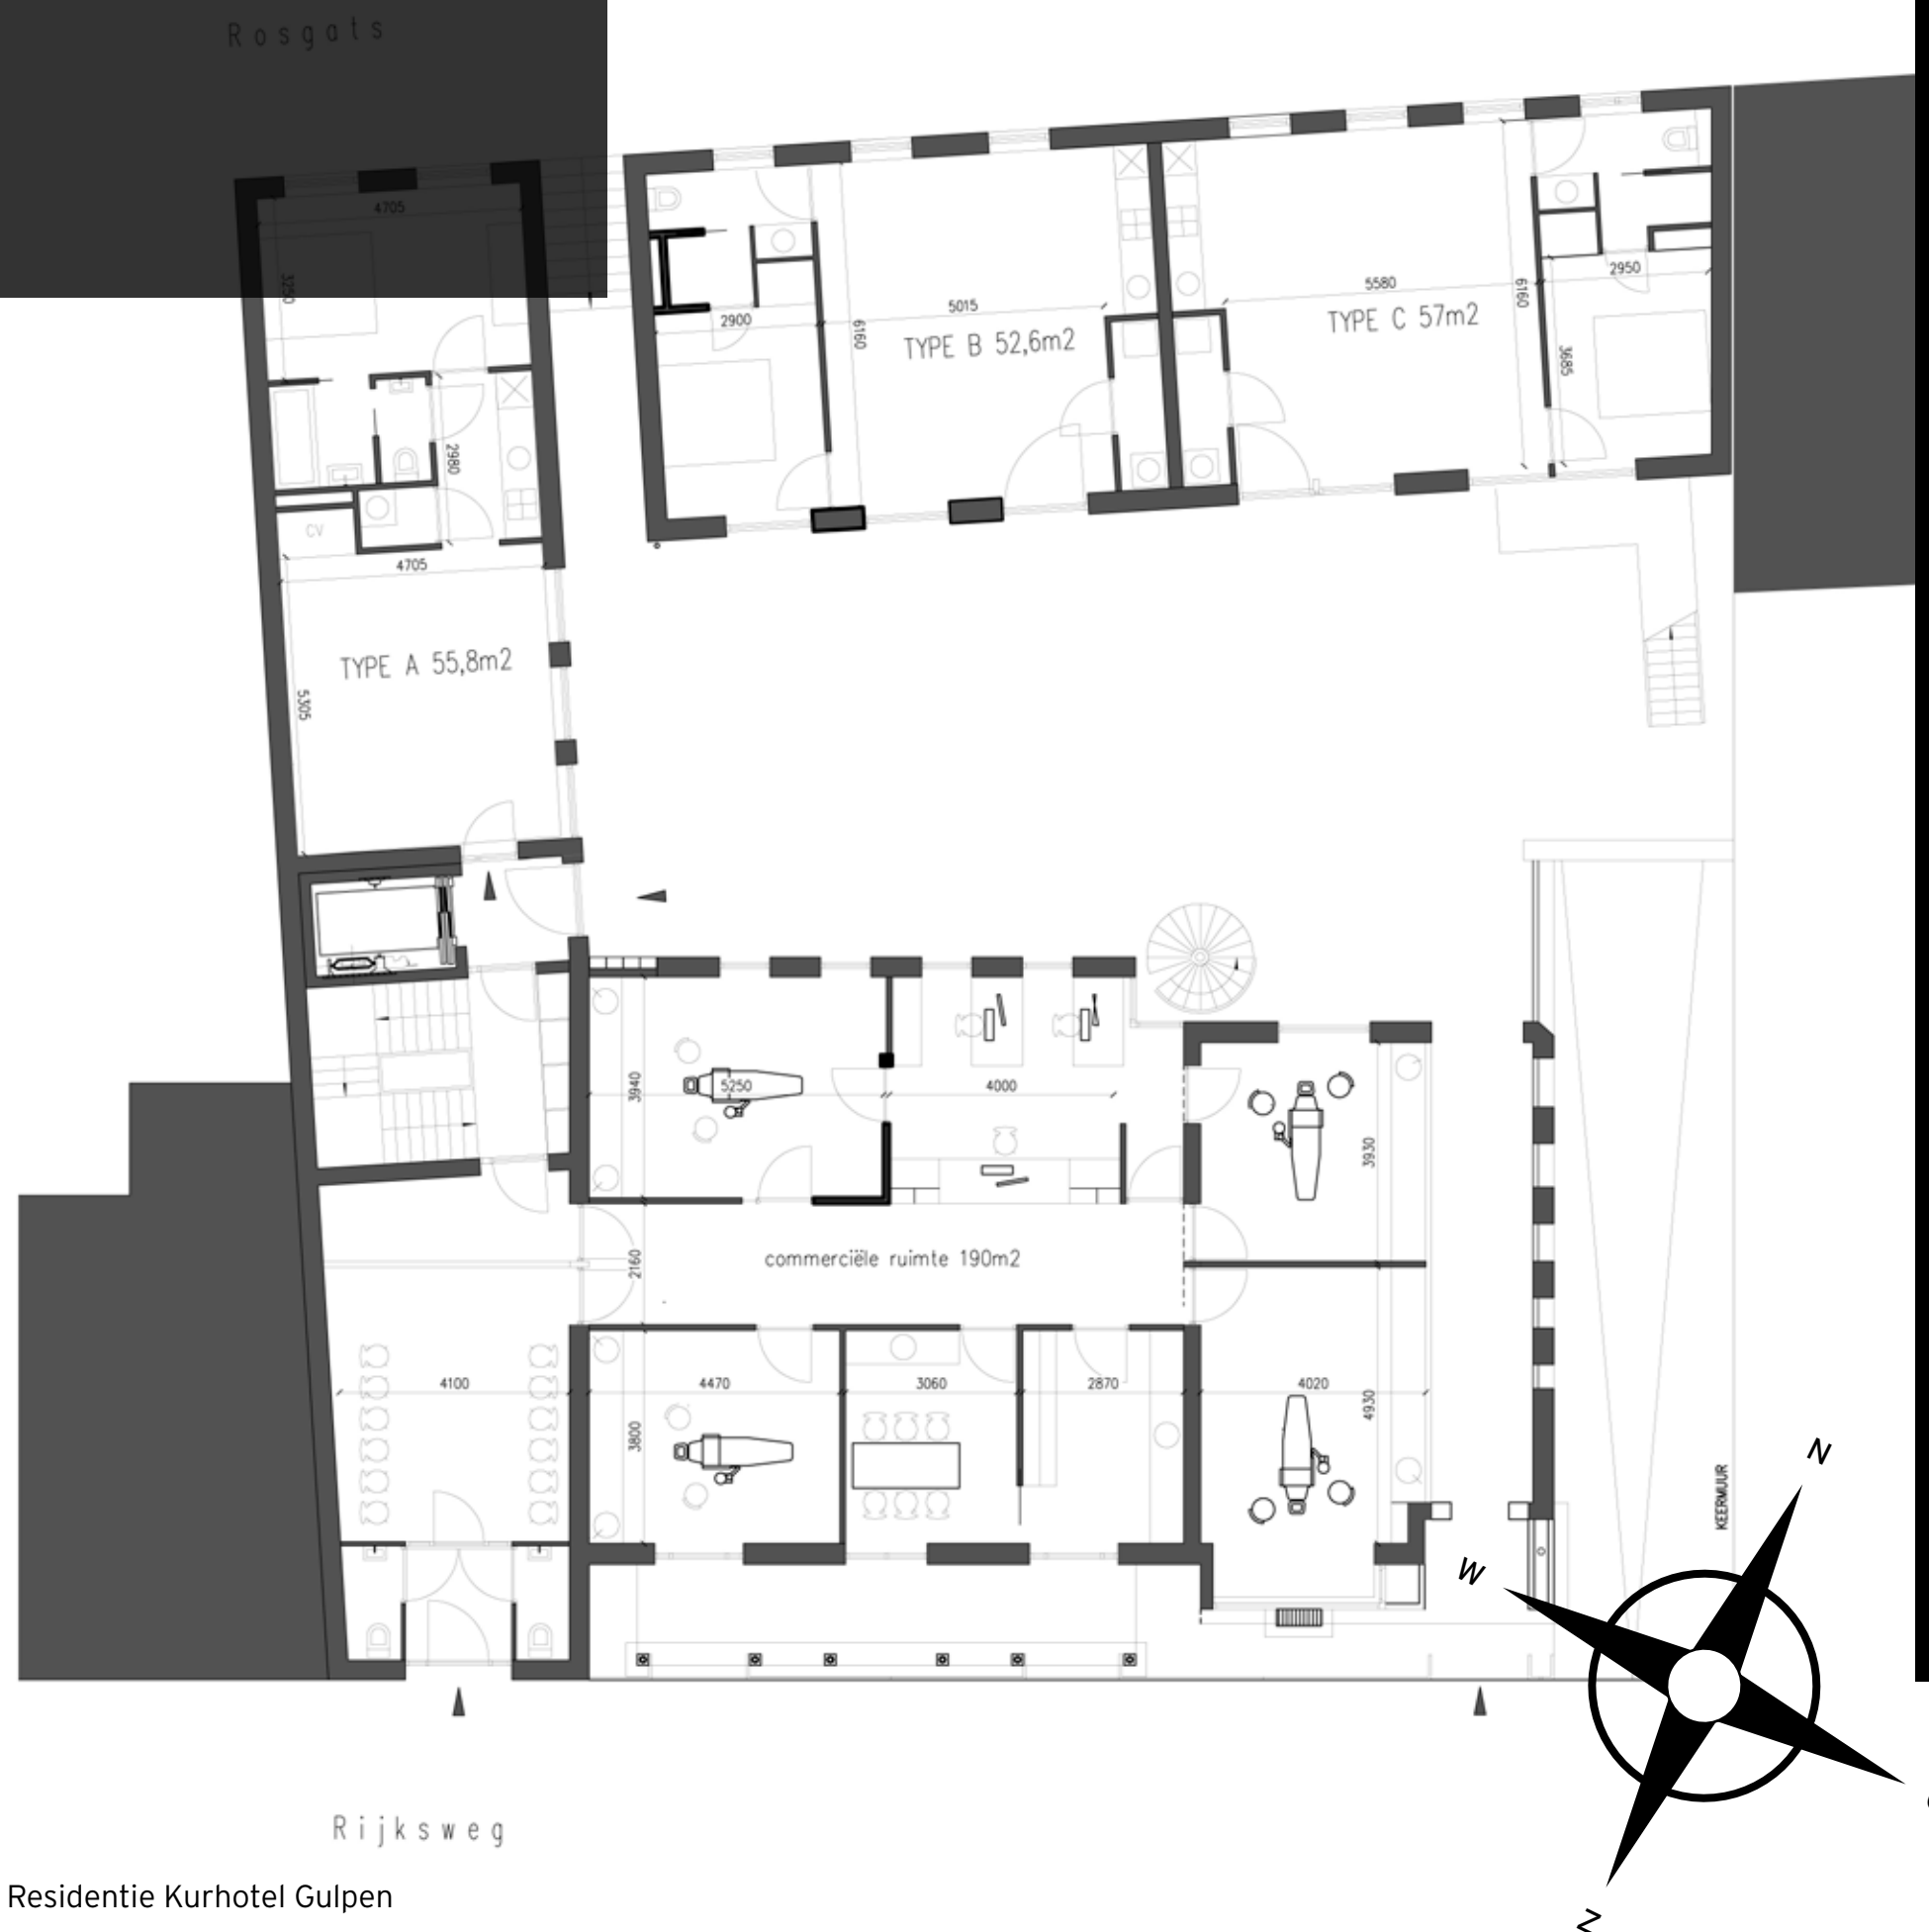 Rosgats
4705
3250
2900
5015
6160
TYPE B 52,6m2
5580
TYPE C 57m2
6160
2950
3685
2980
CV
4705
TYPE A 55,8m2
5305
3940
5250
4000
3930
2160
commerciële ruimte 190m2
4100
4470
3060
2870
4020
3800
4930
KEERMUUR
N
W
Z
Rijksweg
Residentie Kurhotel Gulpen